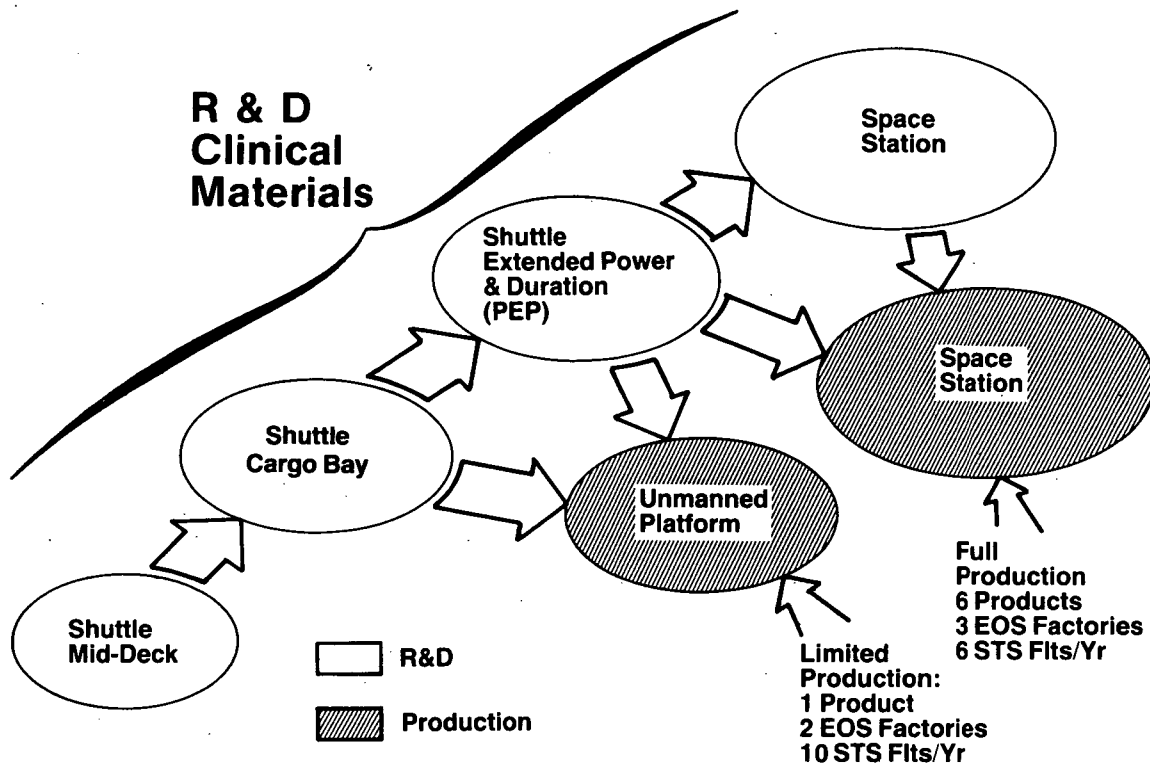 R & D
Clinical
Materials
Space
Station
Shuttle
Extended Power
& Duration
(PEP)
Space
Station
Shuttle
Cargo Bay
Unmanned
Platform
Shuttle
Mid-Deck
R&D
Production
Full
Production
6 Products
3 EOS Factories
6 STS Flts/Yr
Limited
Production:
1 Product
2 EOS Factories
10 STS Flts/Yr